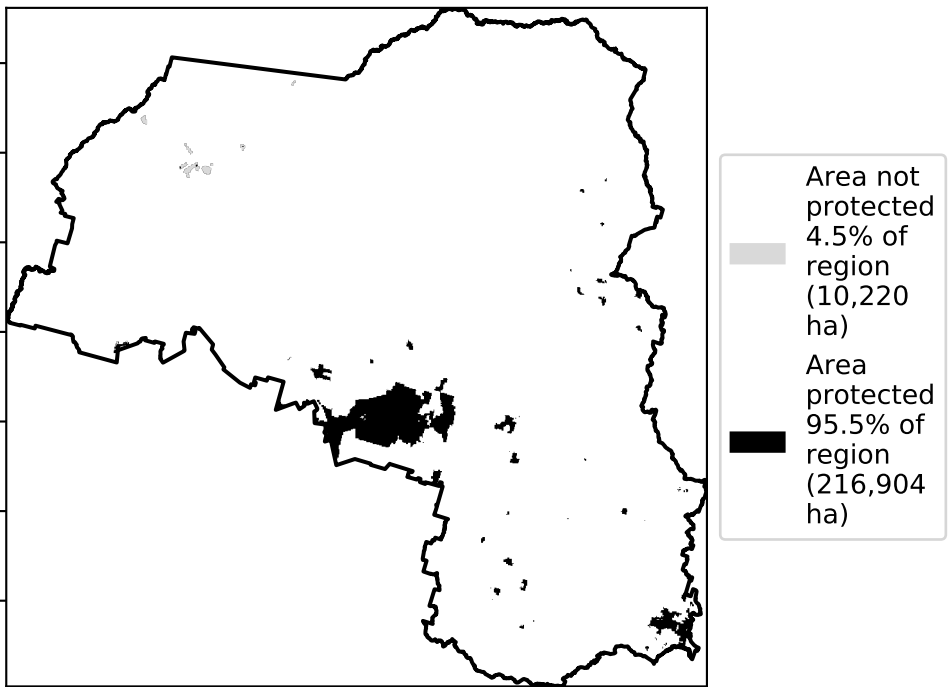 Area not
protected
4.5% of
region
(10,220
ha)
Area
protected
95.5% of
region
(216,904
ha)